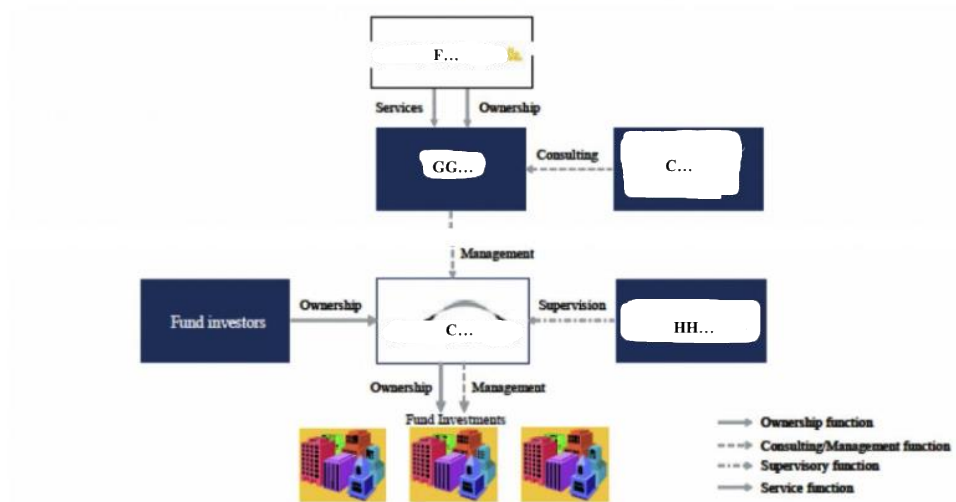 F...
Services
Ownership
GG...
Consulting
C...
Management
Fund investors
Ownership
C...
Supervision
HH...
Ownership
Management
Fund Investments
Ownership function
Consulting/Management function
Supervisory function
Service function